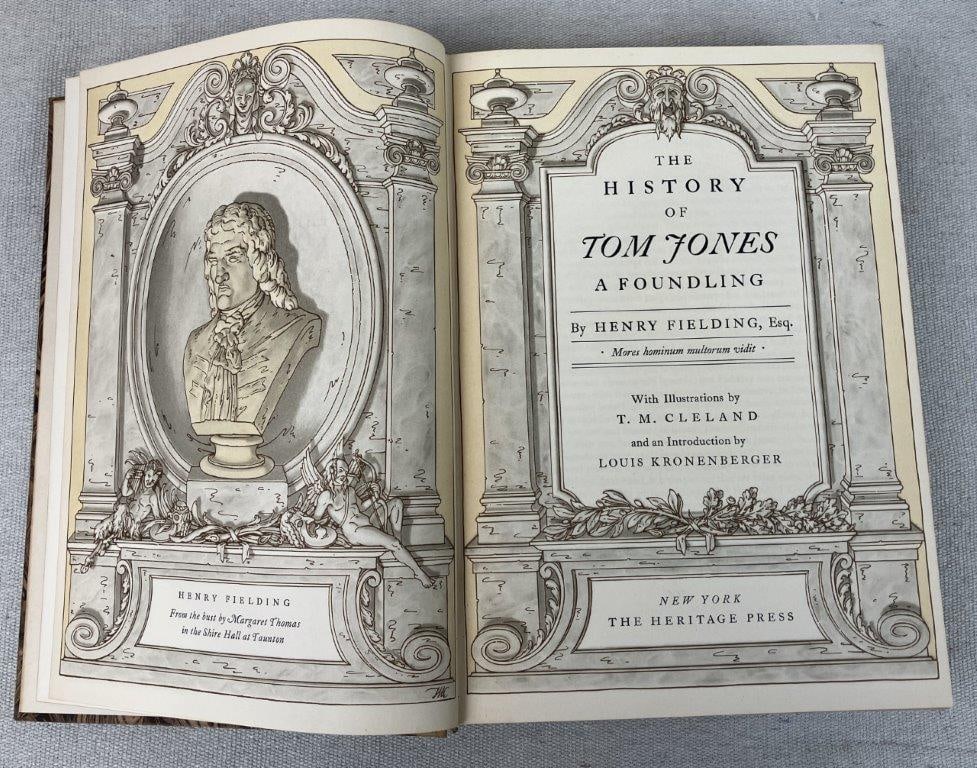 HENRY FIELDING
From the bust by Margaret Thomas
in the Shire Hall at Taunton
THE
HISTORY
OF
TOM JONES
A FOUNDLING
By HENRY FIELDING, Esq.
· Mores hominum multorum vidit ·
With Illustrations by
T. M. CLELAND
and an Introduction by
LOUIS KRONENBERGER
NEW YORK
THE HERITAGE PRESS